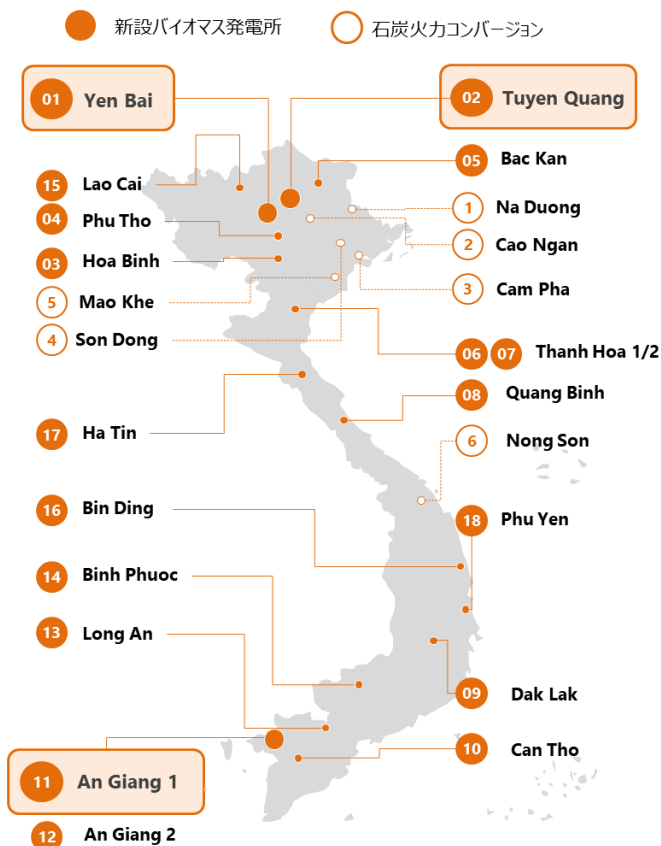 新設バイオマス発電所 石炭火力コンバージョン
01 Yen Bai
02 Tuyen Quang
05 Bac Kan
15 Lao Cai
1 Na Duong
04 Phu Tho
2 Cao Ngan
03 Hoa Binh
3 Cam Pha
5 Mao Khe
4 Son Dong
06 07 Thanh Hoa 1/2
08 Quang Binh
17 Ha Tin
6 Nong Son
16 Bin Ding
18 Phu Yen
14 Binh Phuoc
13 Long An
09 Dak Lak
10 Can Tho
11 An Giang 1
12 An Giang 2